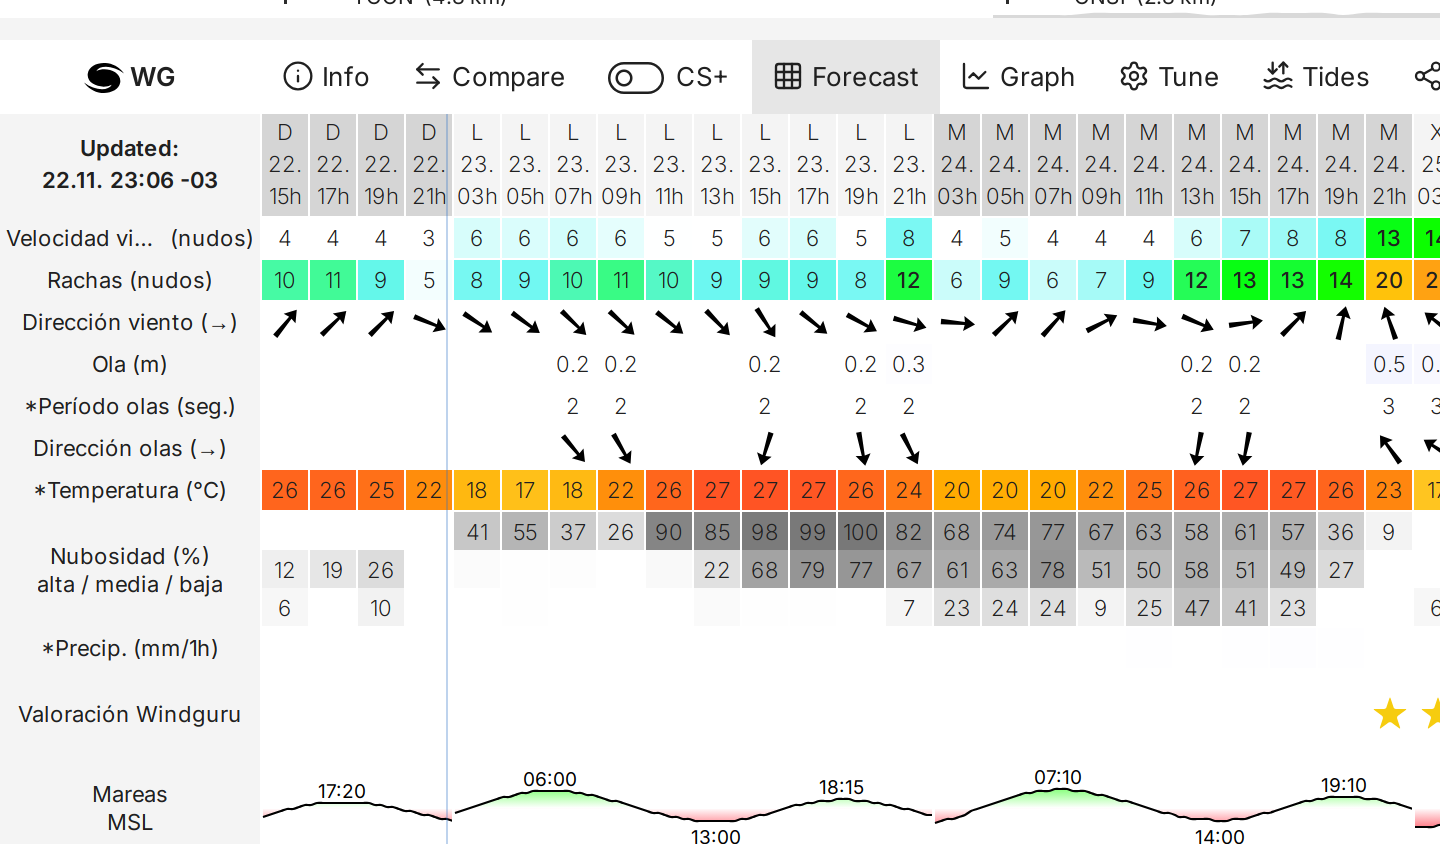 (2.8 km)
WG Info Compare CS+ Forecast Graph Tune Tides
Updated:
22.11. 23:06 -03
D D D D L L L L L L L L L L M M M M M M M M M M X
22. 22. 22. 22. 23. 23. 23. 23. 23. 23. 23. 23. 23. 23. 24. 24. 24. 24. 24. 24. 24. 24. 24. 24.
15h 17h 19h 21h 03h 05h 07h 09h 11h 13h 15h 17h 19h 21h 03h 05h 07h 09h 11h 13h 15h 17h 19h 21h
Velocidad vi... (nudos) 4 4 4 3 6 6 6 6 5 5 6 6 5 8 4 5 4 4 4 6 7 8 8 13
Rachas (nudos) 10 11 9 5 8 9 10 11 10 9 9 9 8 12 6 9 6 7 9 12 13 13 14 20
Dirección viento (→)
Ola (m) 0.2 0.2 0.2 0.2 0.3 0.2 0.2 0.5
*Período olas (seg.) 2 2 2 2 2 2 2 3
Dirección olas (→)
*Temperatura (°C) 26 26 25 22 18 17 18 22 26 27 27 27 26 24 20 20 20 22 25 26 27 27 26 23
41 55 37 26 90 85 98 99 100 82 68 74 77 67 63 58 61 57 36 9
Nubosidad (%)
alta / media / baja
12 19 26 22 68 79 77 67 61 63 78 51 50 58 51 49 27
6 10 7 23 24 24 9 25 47 41 23
*Precip. (mm/1h)
Valoración Windguru
Mareas
MSL
17:20 06:00 13:00 18:15 07:10 14:00 19:10